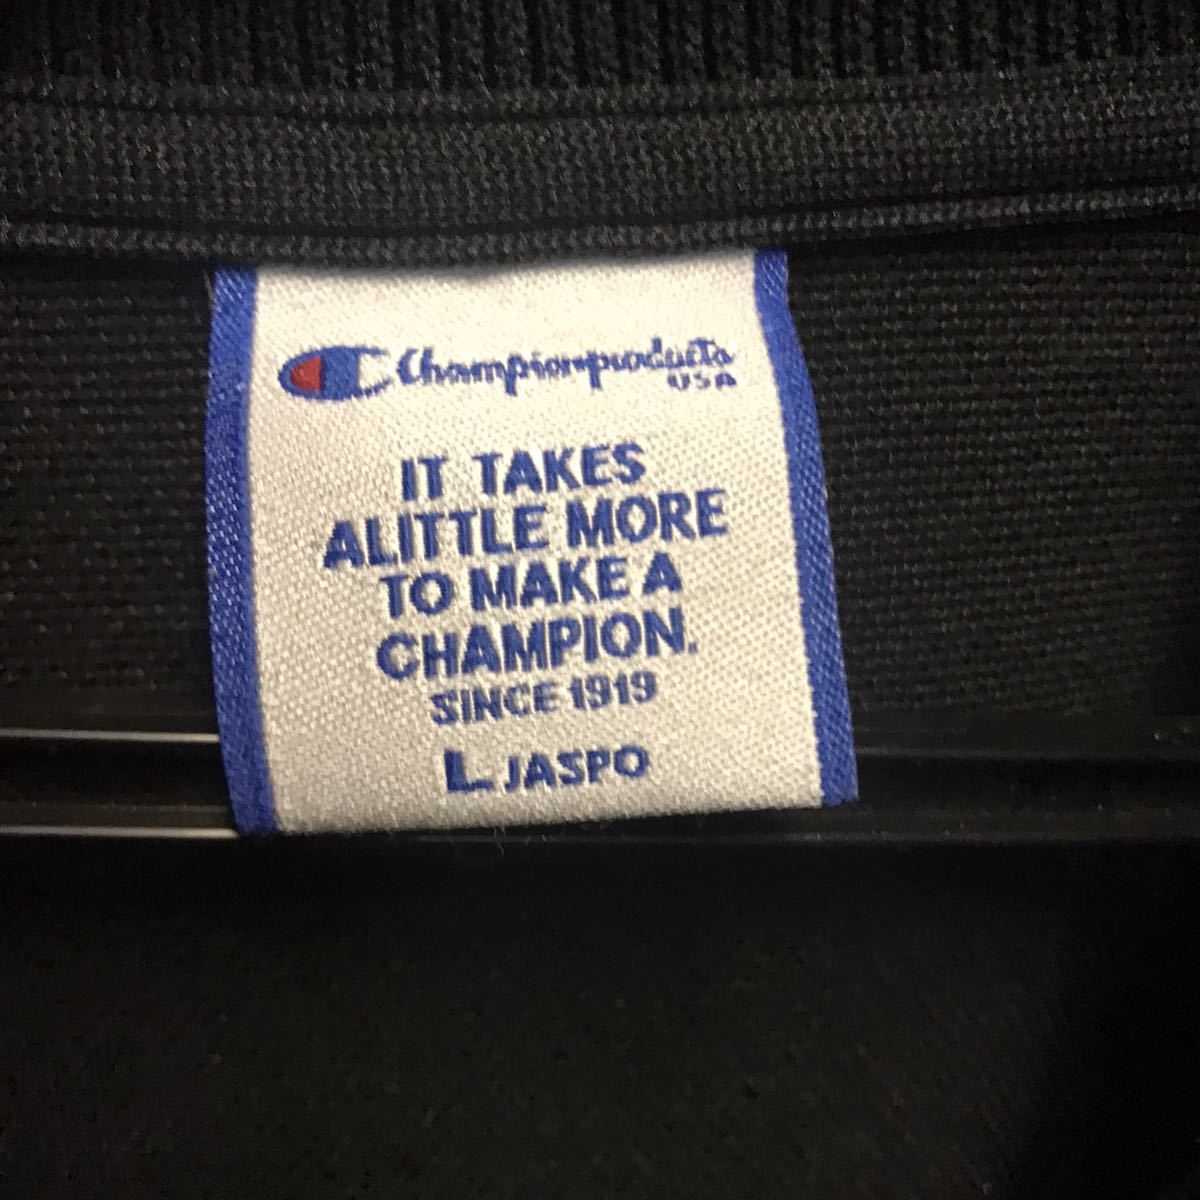 Championproducts
USA
IT TAKES
ALITTLE MORE
TO MAKE A
CHAMPION.
SINCE 1919
L JASPO